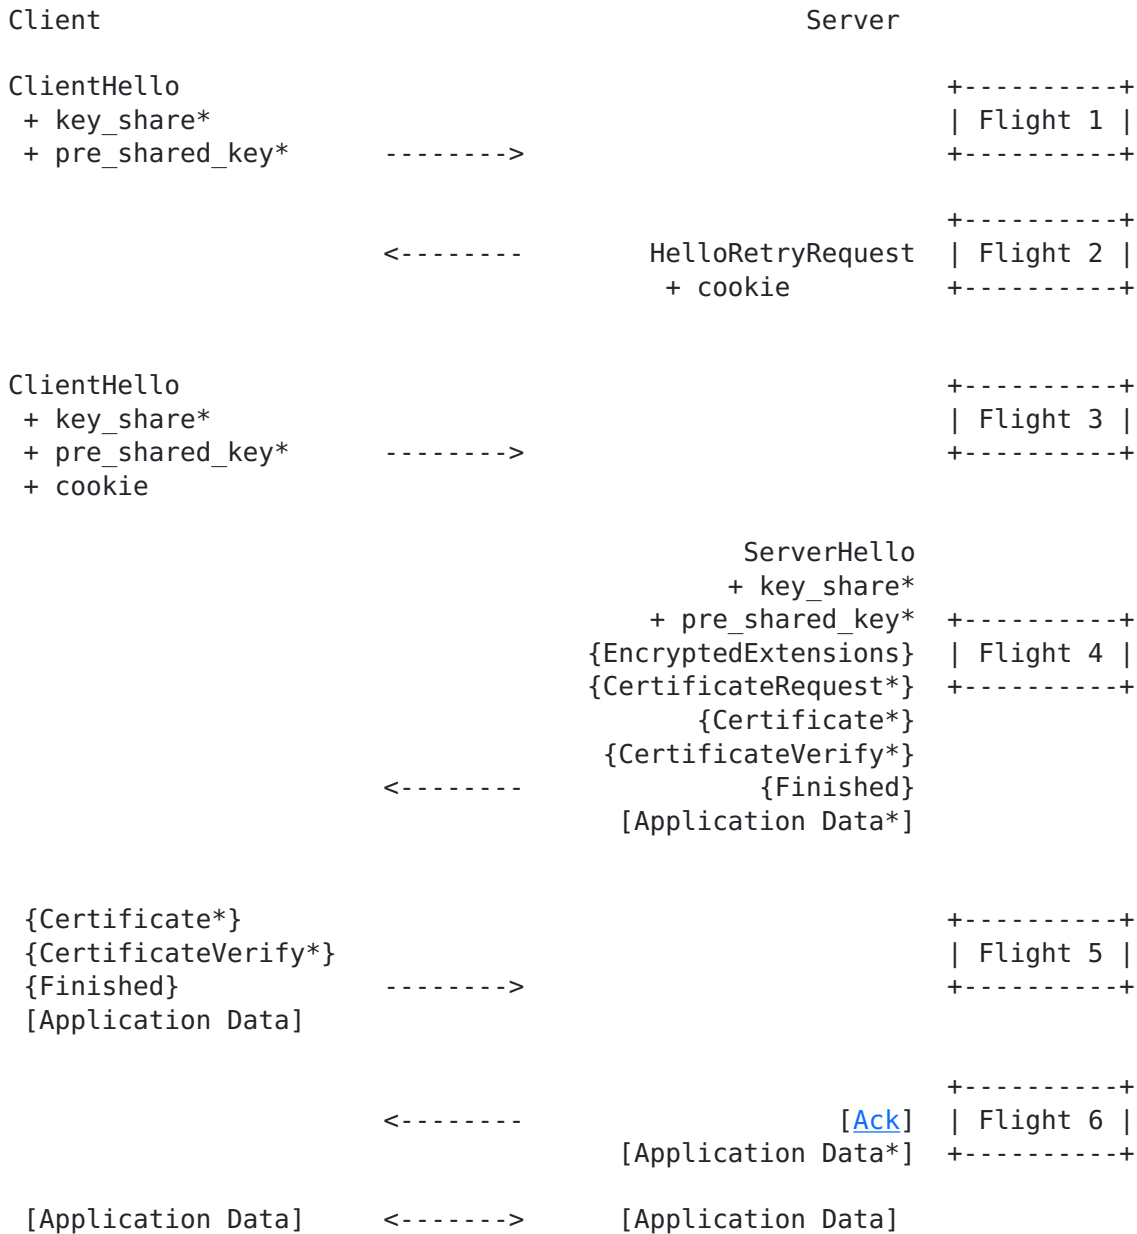 Client                                             Server

ClientHello                                                 +----------+
 + key_share*                                               | Flight 1 |
 + pre_shared_key*      -------->                           +----------+

                                                            +----------+
                        <--------        HelloRetryRequest  | Flight 2 |
                                          + cookie          +----------+


ClientHello                                                 +----------+
 + key_share*                                               | Flight 3 |
 + pre_shared_key*      -------->                           +----------+
 + cookie

                                               ServerHello
                                              + key_share*
                                         + pre_shared_key*  +----------+
                                     {EncryptedExtensions}  | Flight 4 |
                                     {CertificateRequest*}  +----------+
                                            {Certificate*}
                                      {CertificateVerify*}
                        <--------               {Finished}
                                       [Application Data*]


 {Certificate*}                                             +----------+
 {CertificateVerify*}                                       | Flight 5 |
 {Finished}             -------->                           +----------+
 [Application Data]

                                                            +----------+
                        <--------                    [Ack]  | Flight 6 |
                                       [Application Data*]  +----------+

 [Application Data]     <------->      [Application Data]